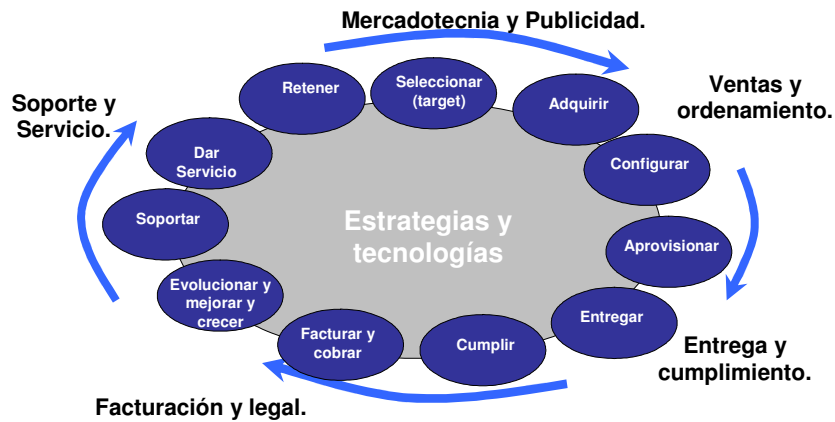 Mercadotecnia y Publicidad.
Retener
Seleccionar
(target)
Adquirir
Ventas y
ordenamiento.
Configurar
Aprovisionar
Entregar
Entrega y
cumplimiento.
Cumplir
Facturar y
cobrar
Facturación y legal.
Evolucionar y
mejorar y
crecer
Soportar
Dar
Servicio
Soporte y
Servicio.
Estrategias y
tecnologías